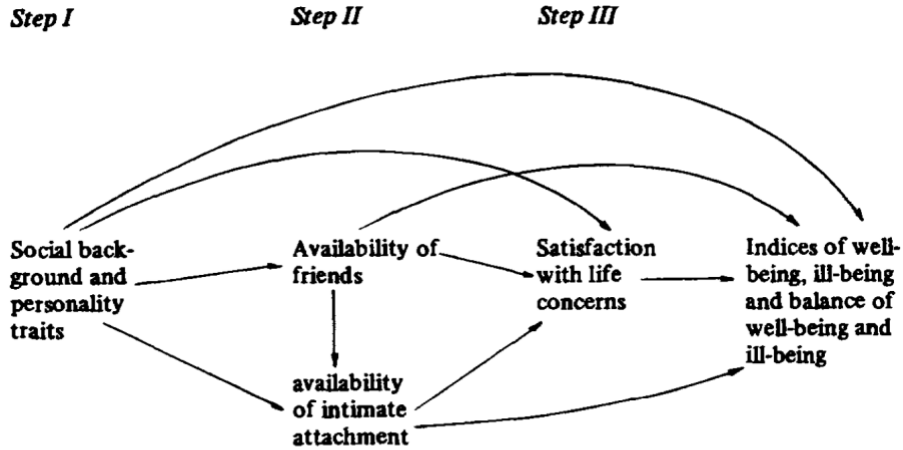 Step I
Step II
Step III
Social back-
ground and
personality
traits
Availability of
friends
availability
of intimate
attachment
Satisfaction
with life
concerns
Indices of well-
being, ill-being
and balance of
well-being and
ill-being